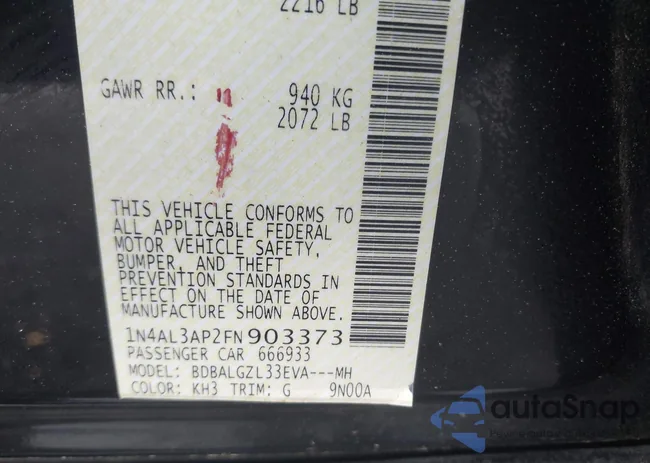 2216 LB
GAWR RR.: 940 KG
2072 LB
THIS VEHICLE CONFORMS TO
ALL APPLICABLE FEDERAL
MOTOR VEHICLE SAFETY,
BUMPER, AND THEFT
PREVENTION STANDARDS IN
EFFECT ON THE DATE OF
MANUFACTURE SHOWN ABOVE.
1N4AL3AP2FN903373
PASSENGER CAR 666933
MODEL: BDBALGZL33EVA---MH
COLOR: KH3 TRIM: G 9N00A
autaSnap